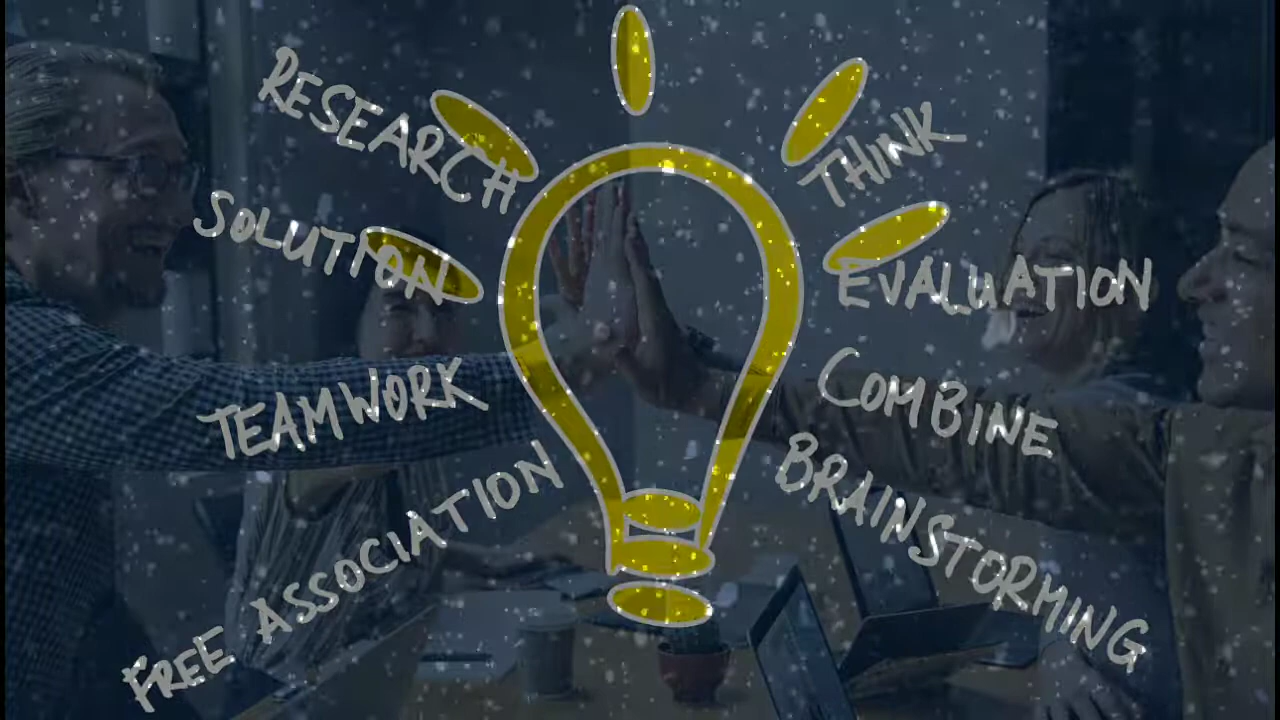 RESEARCH
SOLUTION
TEAMWORK
FREE ASSOCIATION
THINK
EVALUATION
COMBINE
BRAINSTORMING